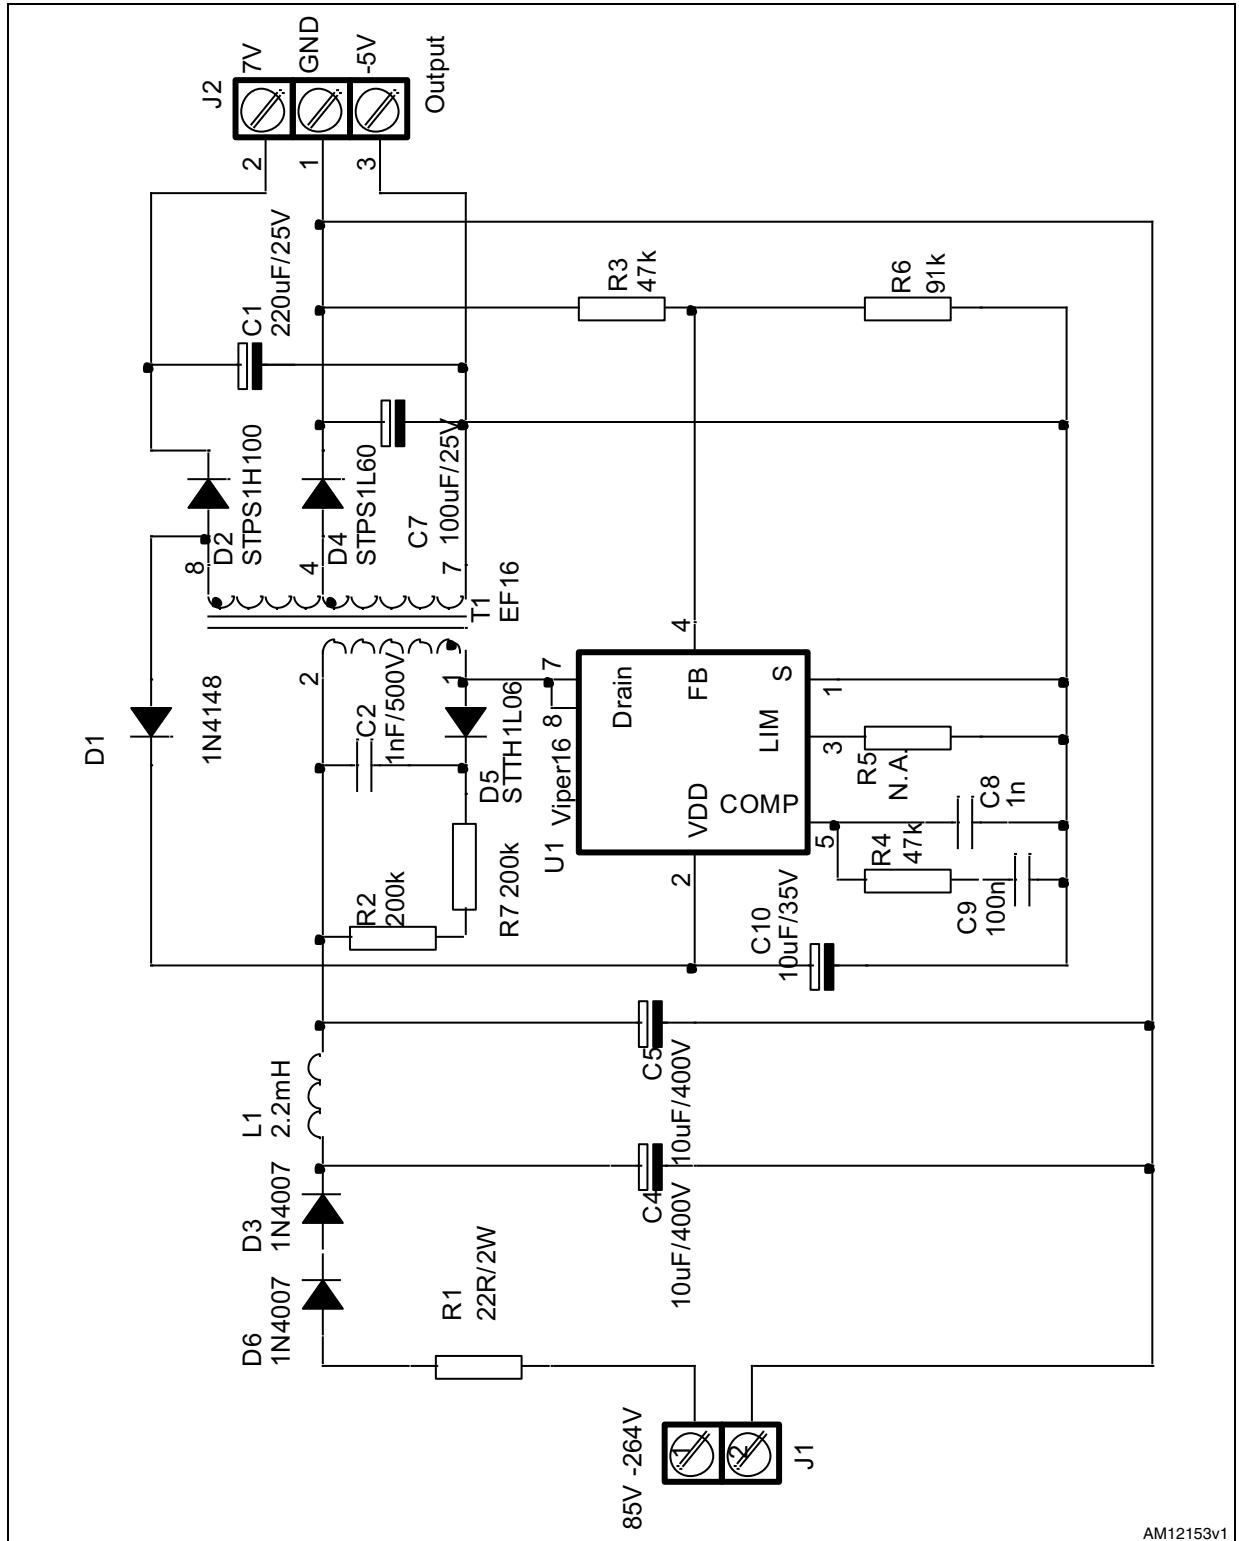 J2
7V
GND
-5V
Output
2
1
3
C1
220uF/25V
R3
47k
R6
91k
D2
STPS1H100
D4
STPS1L60
C7
100uF/25V
8
4
7
T1
EF16
D1
1N4148
2
1
C2
1nF/500V
D5
STTH1L06
R2
200k
R7 200k
U1 Viper16
7
8
4
2
5
3
1
Drain
FB
S
LIM
VDD
COMP
R5
N.A.
C8
1n
R4
47k
C9
100n
C10
10uF/35V
C5
10uF/400V
C4
10uF/400V
L1
2.2mH
D3
1N4007
D6
1N4007
R1
22R/2W
85V -264V
1
2
J1
AM12153v1